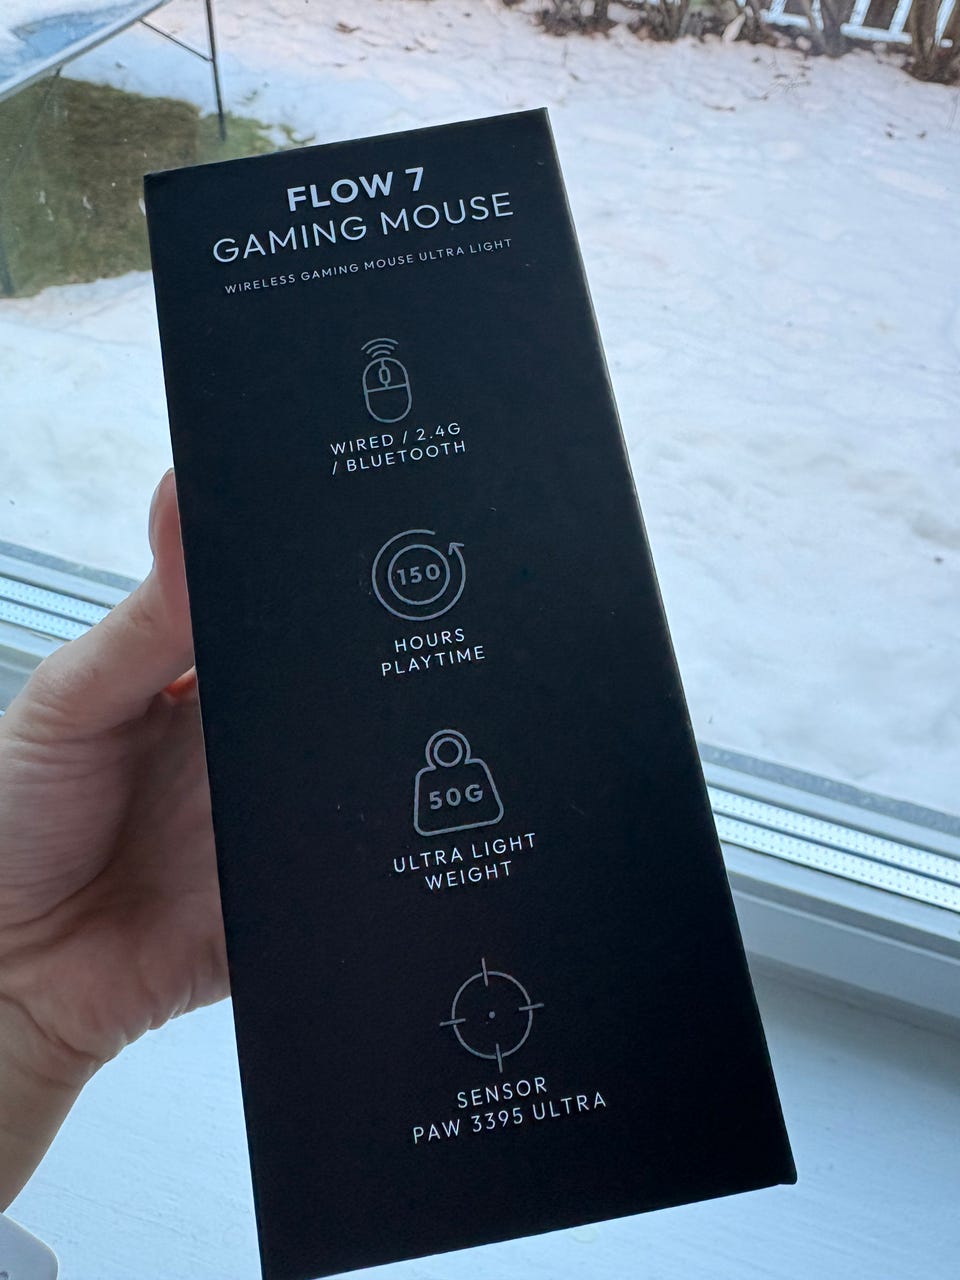 FLOW 7
GAMING MOUSE
WIRELESS GAMING MOUSE ULTRA LIGHT
WIRED / 2.4G
/ BLUETOOTH
150
HOURS
PLAYTIME
50G
ULTRA LIGHT
WEIGHT
SENSOR
PAW 3395 ULTRA